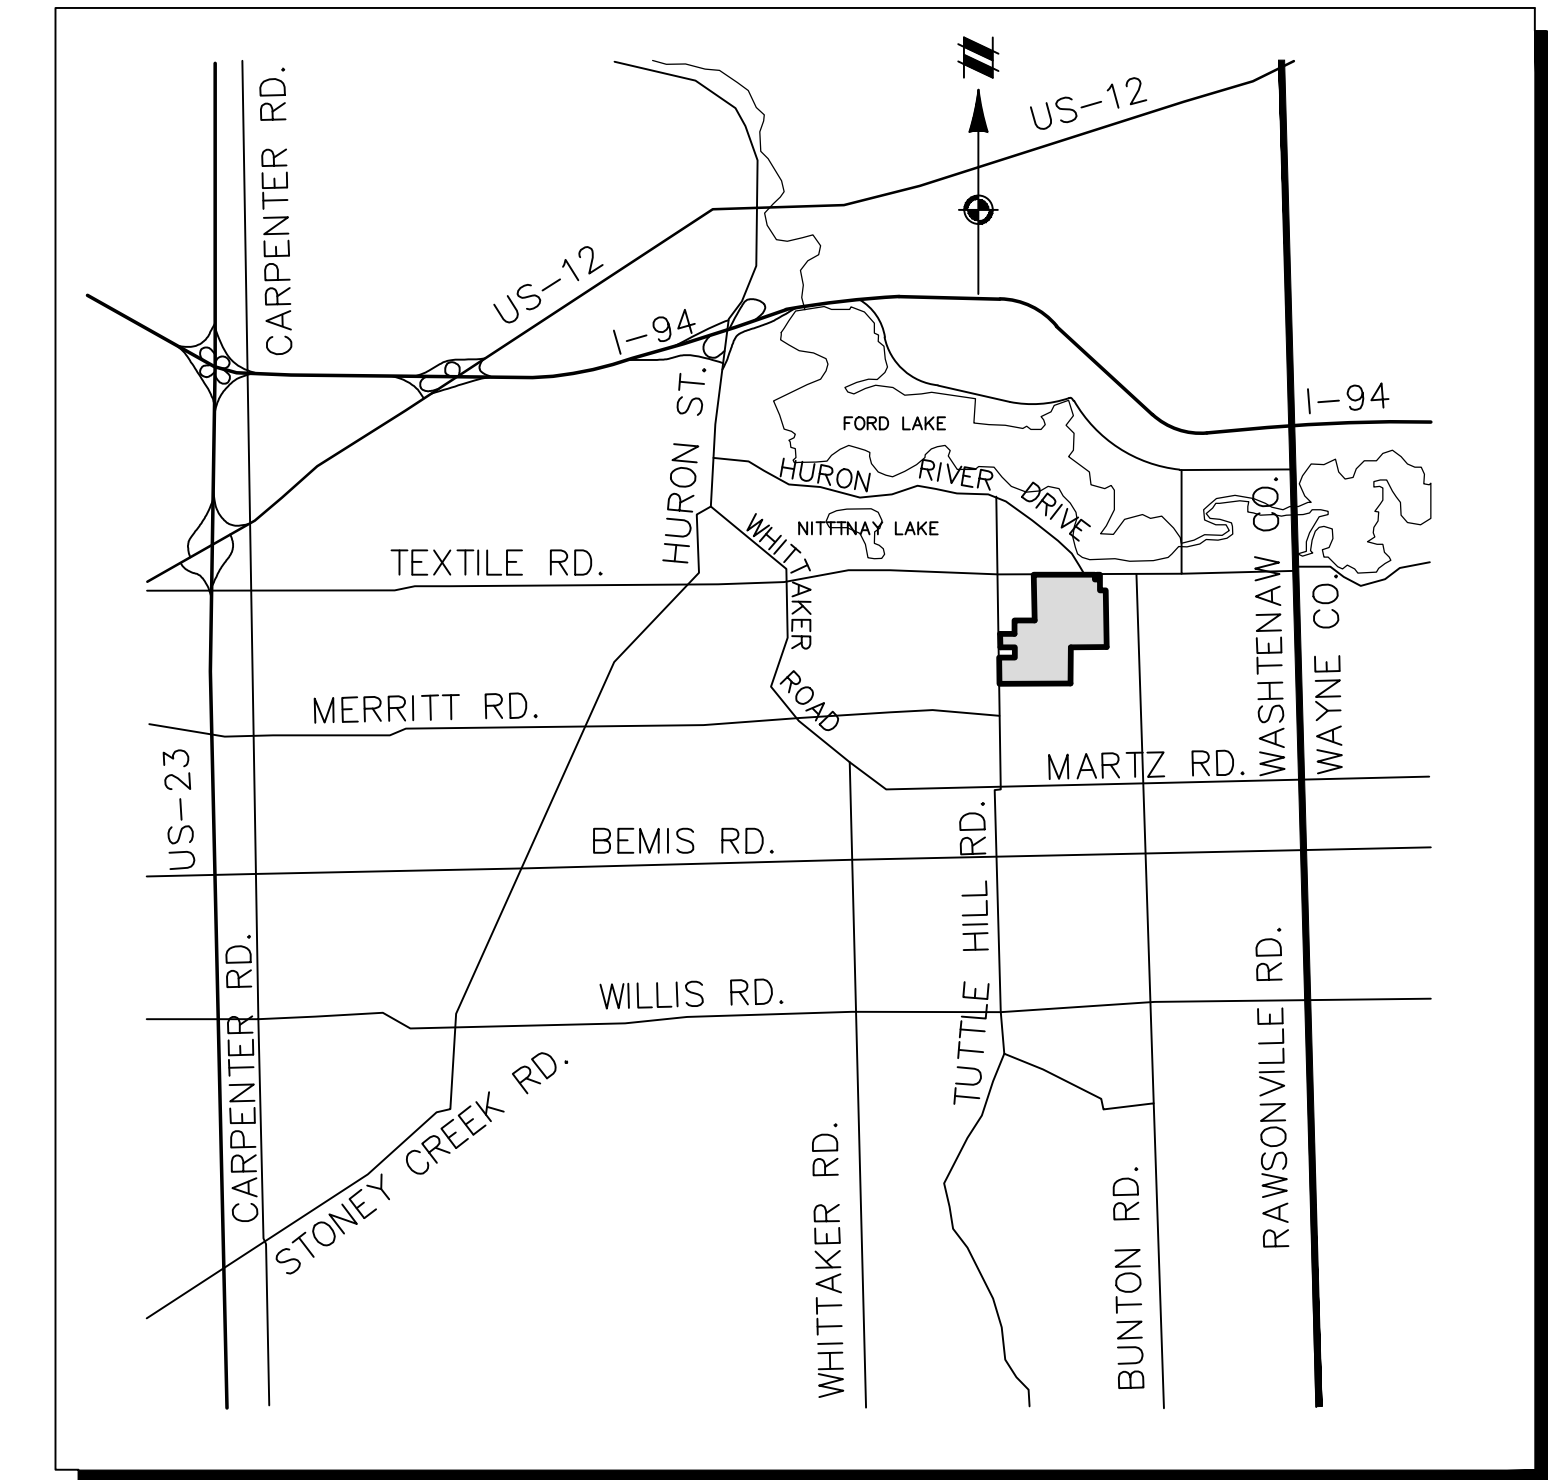 N
US-12
CARPENTER RD.
US-12
I-94
I-94
HURON ST.
FORD LAKE
HURON RIVER DRIVE
NITTTNAY LAKE
WHITTAKER ROAD
TEXTILE RD.
WASHTENAW CO.
WAYNE CO.
MERRITT RD.
US-23
MARTZ RD.
BEMIS RD.
TUTTLE HILL RD.
CARPENTER RD.
WILLIS RD.
RAWSONVILLE RD.
STONEY CREEK RD.
WHITTAKER RD.
BUNTON RD.